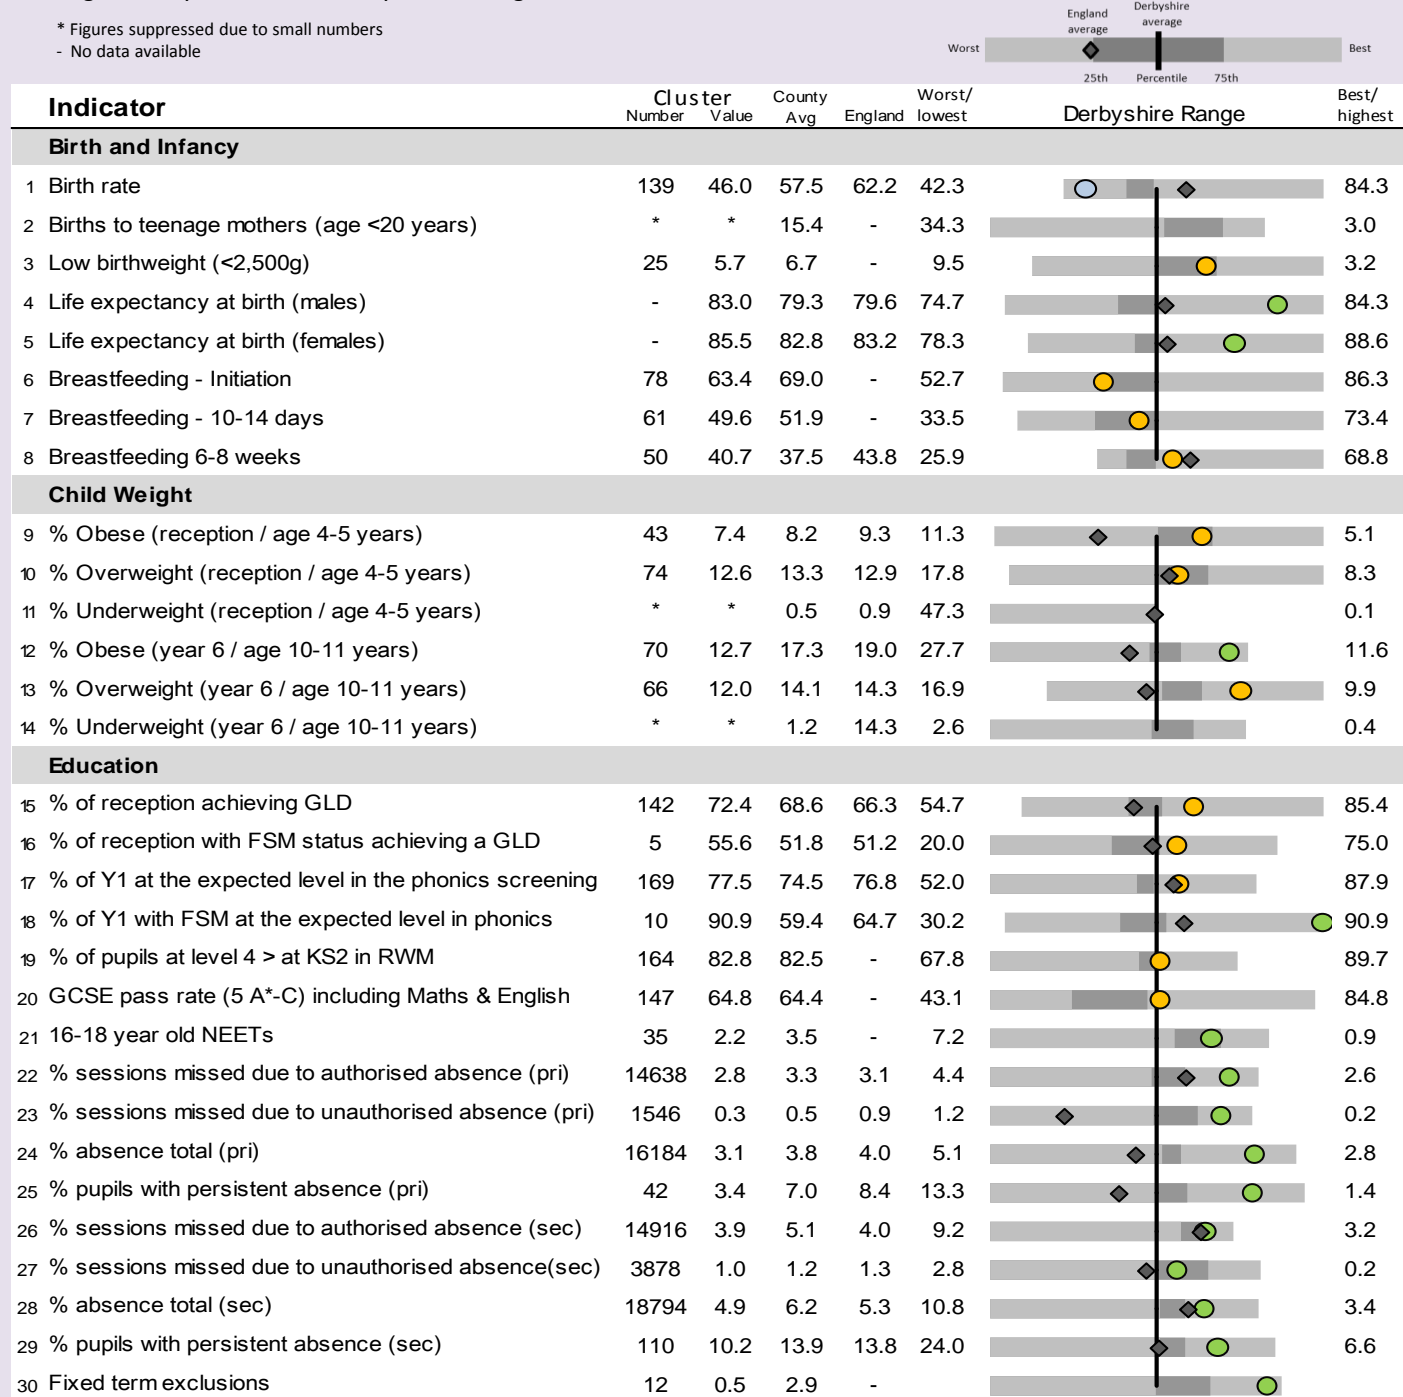 * Figures suppressed due to small numbers
- No data available
England average
Derbyshire average
Worst
Best
25th Percentile 75th
Indicator
Cluster
Number Value
County Avg
England
Worst/ lowest
Derbyshire Range
Best/ highest
Birth and Infancy
1 Birth rate 139 46.0 57.5 62.2 42.3 84.3
2 Births to teenage mothers (age <20 years) * * 15.4 - 34.3 3.0
3 Low birthweight (<2,500g) 25 5.7 6.7 - 9.5 3.2
4 Life expectancy at birth (males) - 83.0 79.3 79.6 74.7 84.3
5 Life expectancy at birth (females) - 85.5 82.8 83.2 78.3 88.6
6 Breastfeeding - Initiation 78 63.4 69.0 - 52.7 86.3
7 Breastfeeding - 10-14 days 61 49.6 51.9 - 33.5 73.4
8 Breastfeeding 6-8 weeks 50 40.7 37.5 43.8 25.9 68.8
Child Weight
9 % Obese (reception / age 4-5 years) 43 7.4 8.2 9.3 11.3 5.1
10 % Overweight (reception / age 4-5 years) 74 12.6 13.3 12.9 17.8 8.3
11 % Underweight (reception / age 4-5 years) * * 0.5 0.9 47.3 0.1
12 % Obese (year 6 / age 10-11 years) 70 12.7 17.3 19.0 27.7 11.6
13 % Overweight (year 6 / age 10-11 years) 66 12.0 14.1 14.3 16.9 9.9
14 % Underweight (year 6 / age 10-11 years) * * 1.2 14.3 2.6 0.4
Education
15 % of reception achieving GLD 142 72.4 68.6 66.3 54.7 85.4
16 % of reception with FSM status achieving a GLD 5 55.6 51.8 51.2 20.0 75.0
17 % of Y1 at the expected level in the phonics screening 169 77.5 74.5 76.8 52.0 87.9
18 % of Y1 with FSM at the expected level in phonics 10 90.9 59.4 64.7 30.2 90.9
19 % of pupils at level 4 > at KS2 in RWM 164 82.8 82.5 - 67.8 89.7
20 GCSE pass rate (5 A*-C) including Maths & English 147 64.8 64.4 - 43.1 84.8
21 16-18 year old NEETs 35 2.2 3.5 - 7.2 0.9
22 % sessions missed due to authorised absence (pri) 14638 2.8 3.3 3.1 4.4 2.6
23 % sessions missed due to unauthorised absence (pri) 1546 0.3 0.5 0.9 1.2 0.2
24 % absence total (pri) 16184 3.1 3.8 4.0 5.1 2.8
25 % pupils with persistent absence (pri) 42 3.4 7.0 8.4 13.3 1.4
26 % sessions missed due to authorised absence (sec) 14916 3.9 5.1 4.0 9.2 3.2
27 % sessions missed due to unauthorised absence(sec) 3878 1.0 1.2 1.3 2.8 0.2
28 % absence total (sec) 18794 4.9 6.2 5.3 10.8 3.4
29 % pupils with persistent absence (sec) 110 10.2 13.9 13.8 24.0 6.6
30 Fixed term exclusions 12 0.5 2.9 -